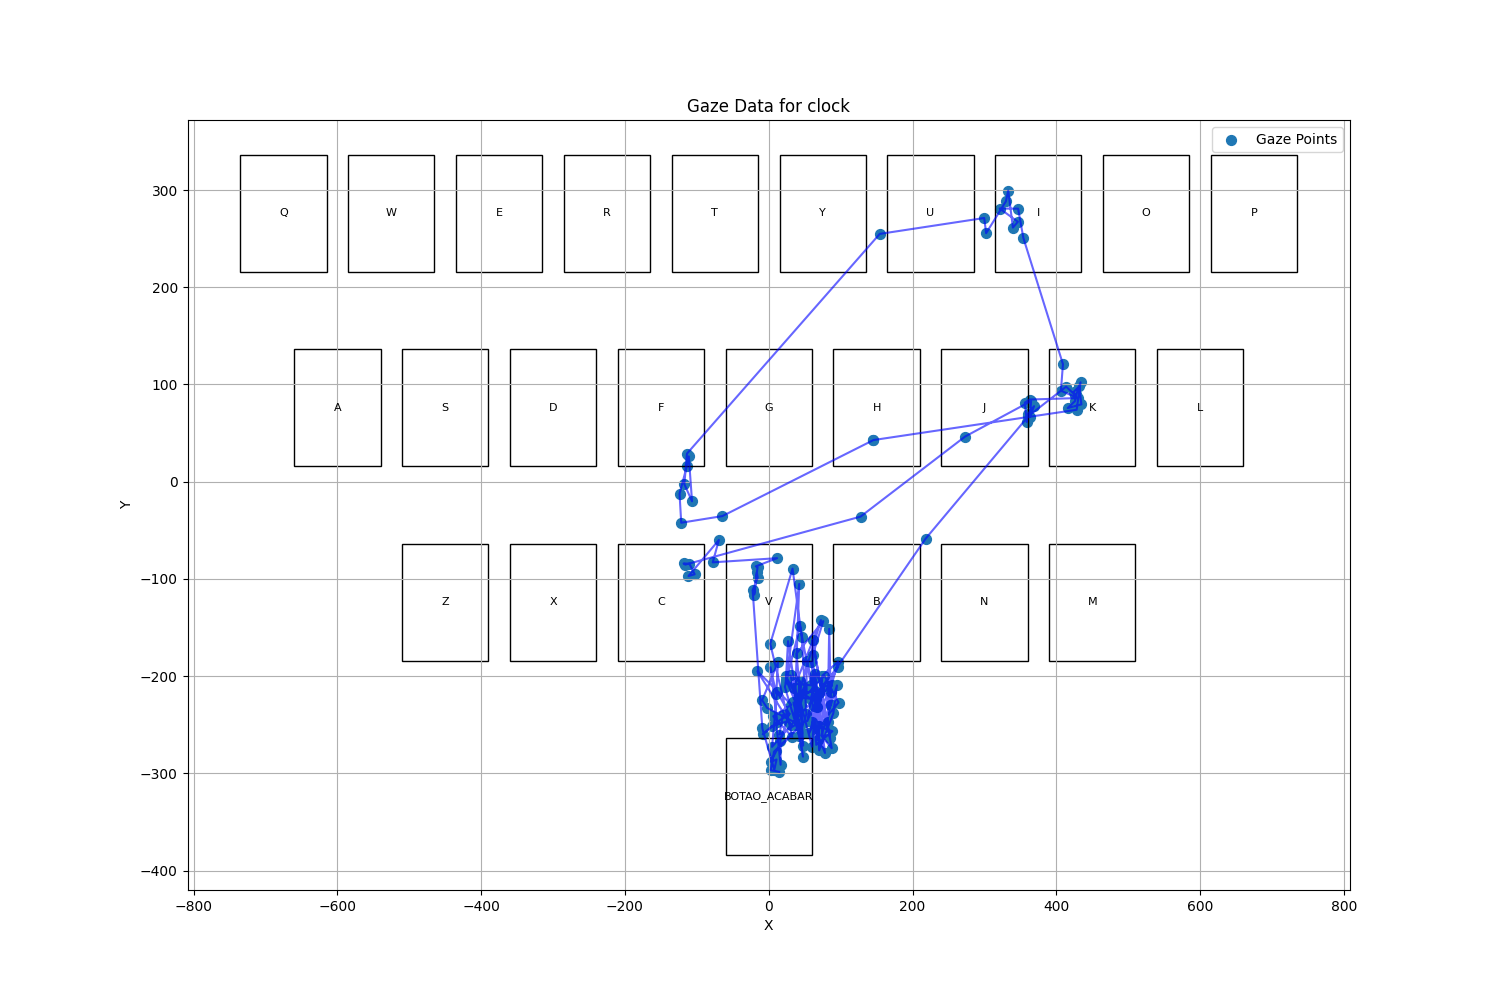 Gaze Data for clock
Gaze Points
Q W E R T Y U I O P
A S D F G H J K L
Z X C V B N M
BOTAO_ACABAR
Y
300
200
100
0
−100
−200
−300
−400
−800 −600 −400 −200 0 200 400 600 800
X